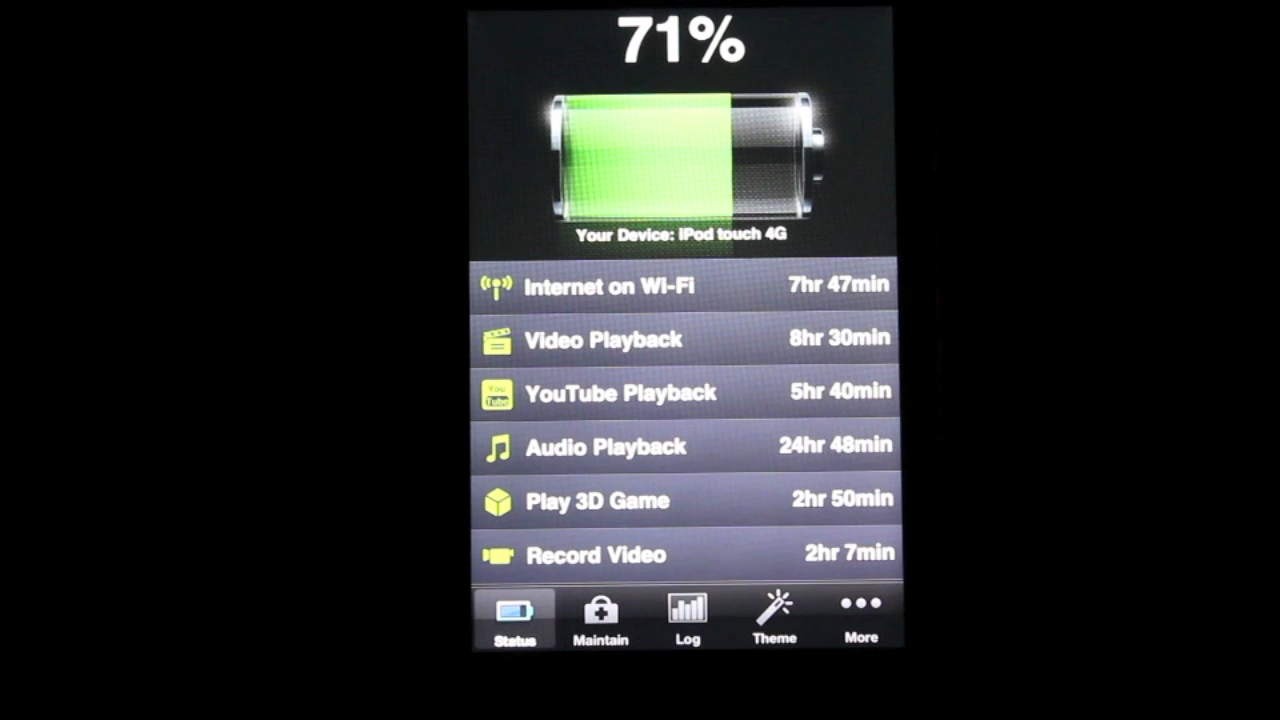 71%
Your Device: iPod touch 4G
Internet on Wi-Fi 7hr 47min
Video Playback 8hr 30min
You
Tube
YouTube Playback 5hr 40min
Audio Playback 24hr 48min
Play 3D Game 2hr 50min
Record Video 2hr 7min
Status Maintain Log Theme More